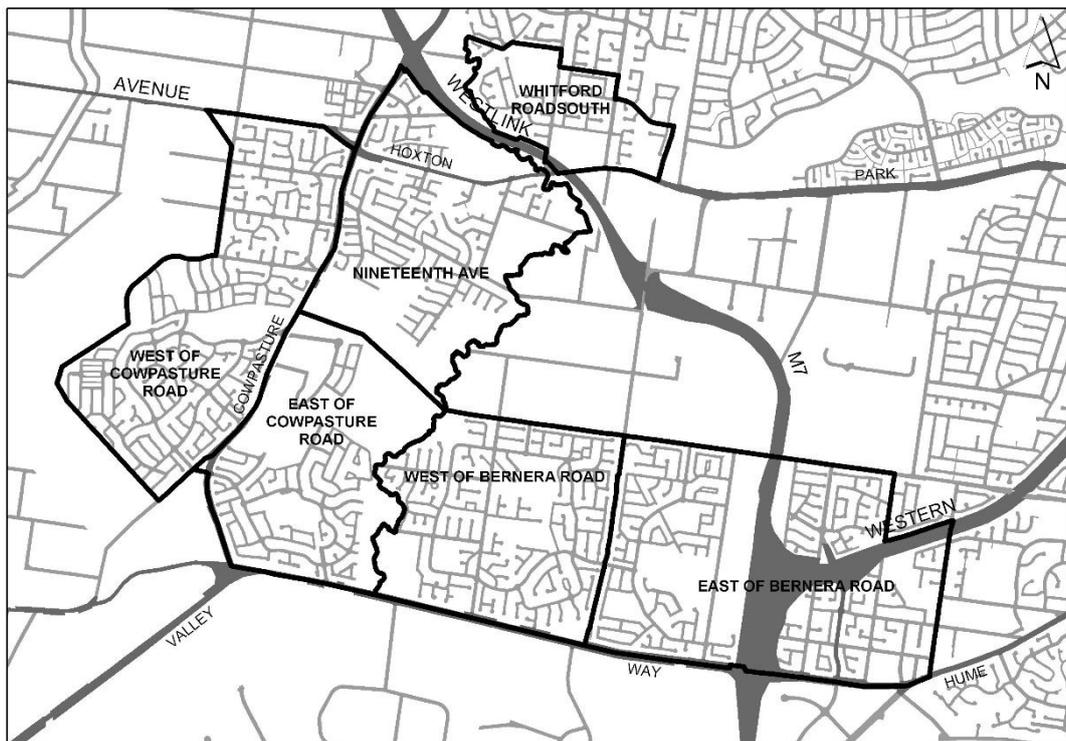 AVENUE
WESTLINK
WHITFORD
ROADSOUTH
N
HOXTON
PARK
NINETEENTH AVE
WEST OF
COWPASTURE
ROAD
COWPASTURE
EAST OF
COWPASTURE
ROAD
M7
WEST OF BERNERA ROAD
WESTERN
EAST OF BERNERA ROAD
VALLEY
WAY
HUME